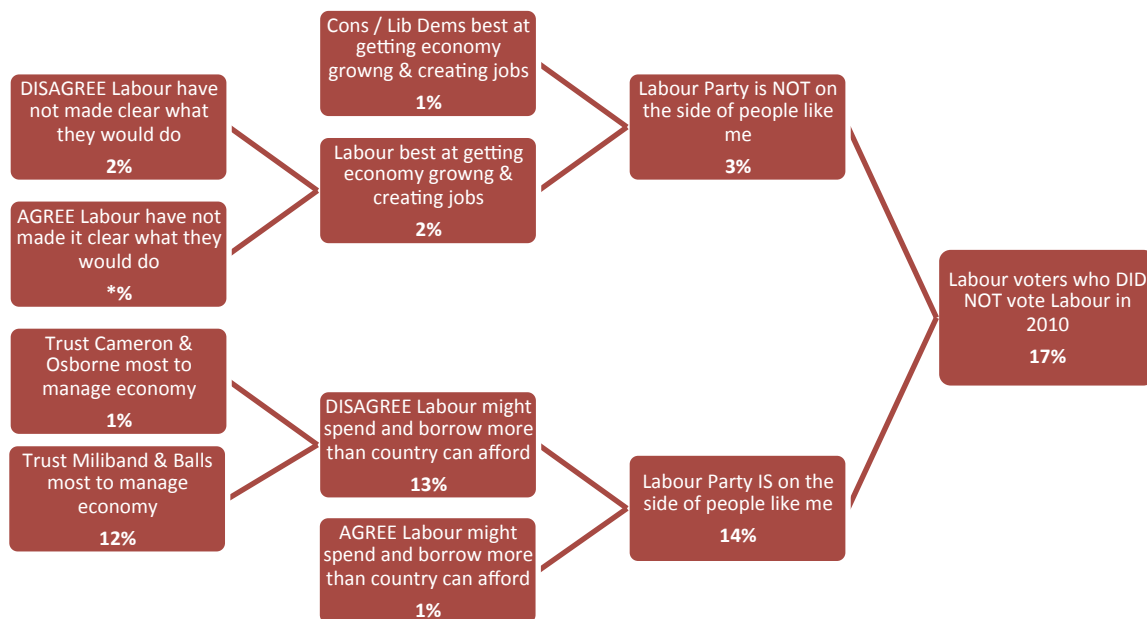 Cons / Lib Dems best at
getting economy
growng & creating jobs
1%
DISAGREE Labour have
not made clear what
they would do
2%
Labour Party is NOT on
the side of people like
me
3%
Labour best at getting
economy growng &
creating jobs
2%
AGREE Labour have not
made it clear what they
would do
*%
Labour voters who DID
NOT vote Labour in
2010
17%
Trust Cameron &
Osborne most to
manage economy
1%
DISAGREE Labour might
spend and borrow more
than country can afford
13%
Trust Miliband & Balls
most to manage
economy
12%
Labour Party IS on the
side of people like me
14%
AGREE Labour might
spend and borrow more
than country can afford
1%